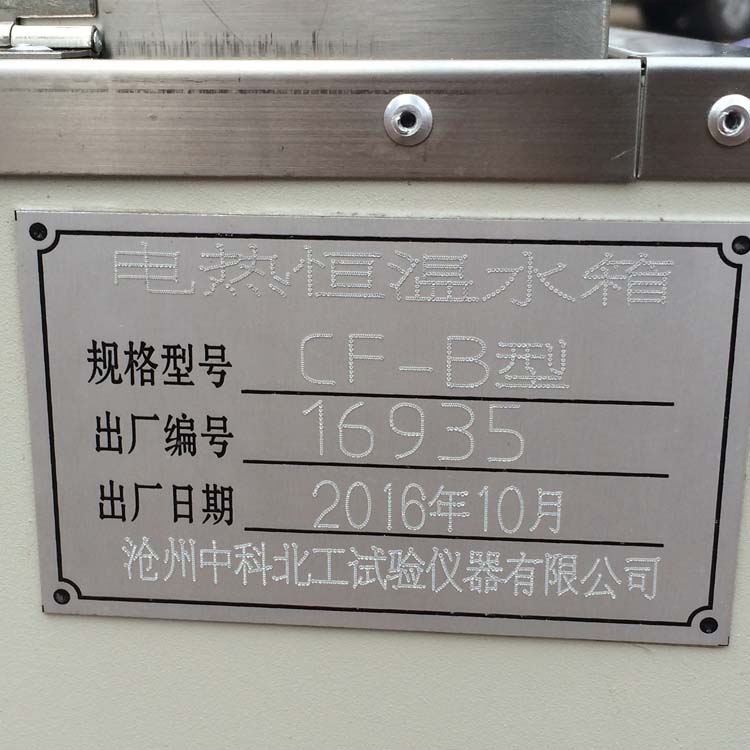 电热恒温水箱
规格型号 CF-B型
出厂编号 16935
出厂日期 2016年10月
沧州中科北工试验仪器有限公司